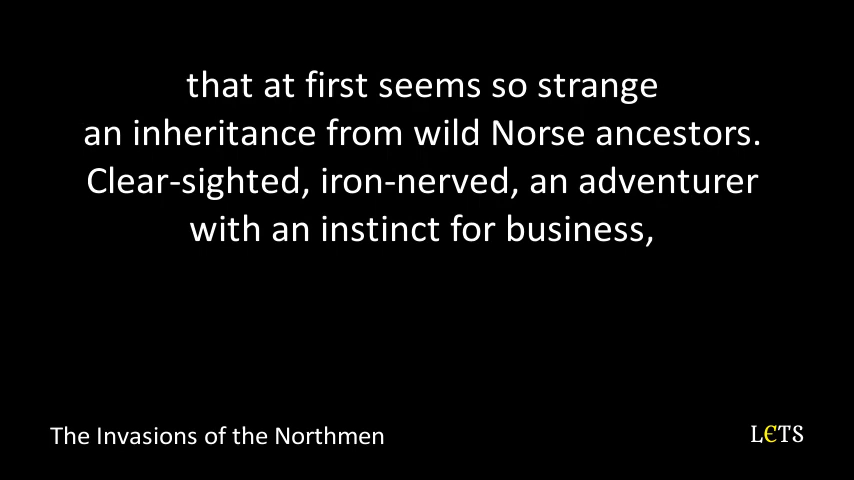 that at first seems so strange
an inheritance from wild Norse ancestors.
Clear-sighted, iron-nerved, an adventurer
with an instinct for business,
The Invasions of the Northmen
LЄTS